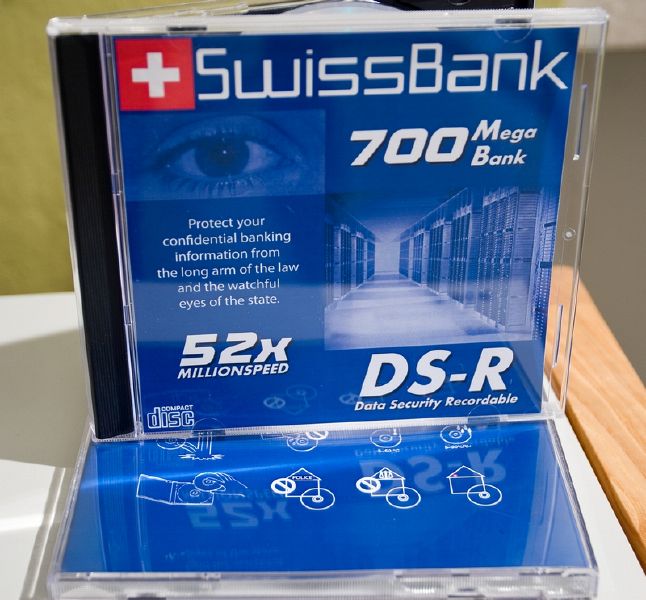 SwissBank
700 Mega
Bank
Protect your
confidential banking
information from
the long arm of the law
and the watchful
eyes of the state.
52x
MILLIONSPEED
DS-R
Data Security Recordable
COMPACT
disc
POLICE